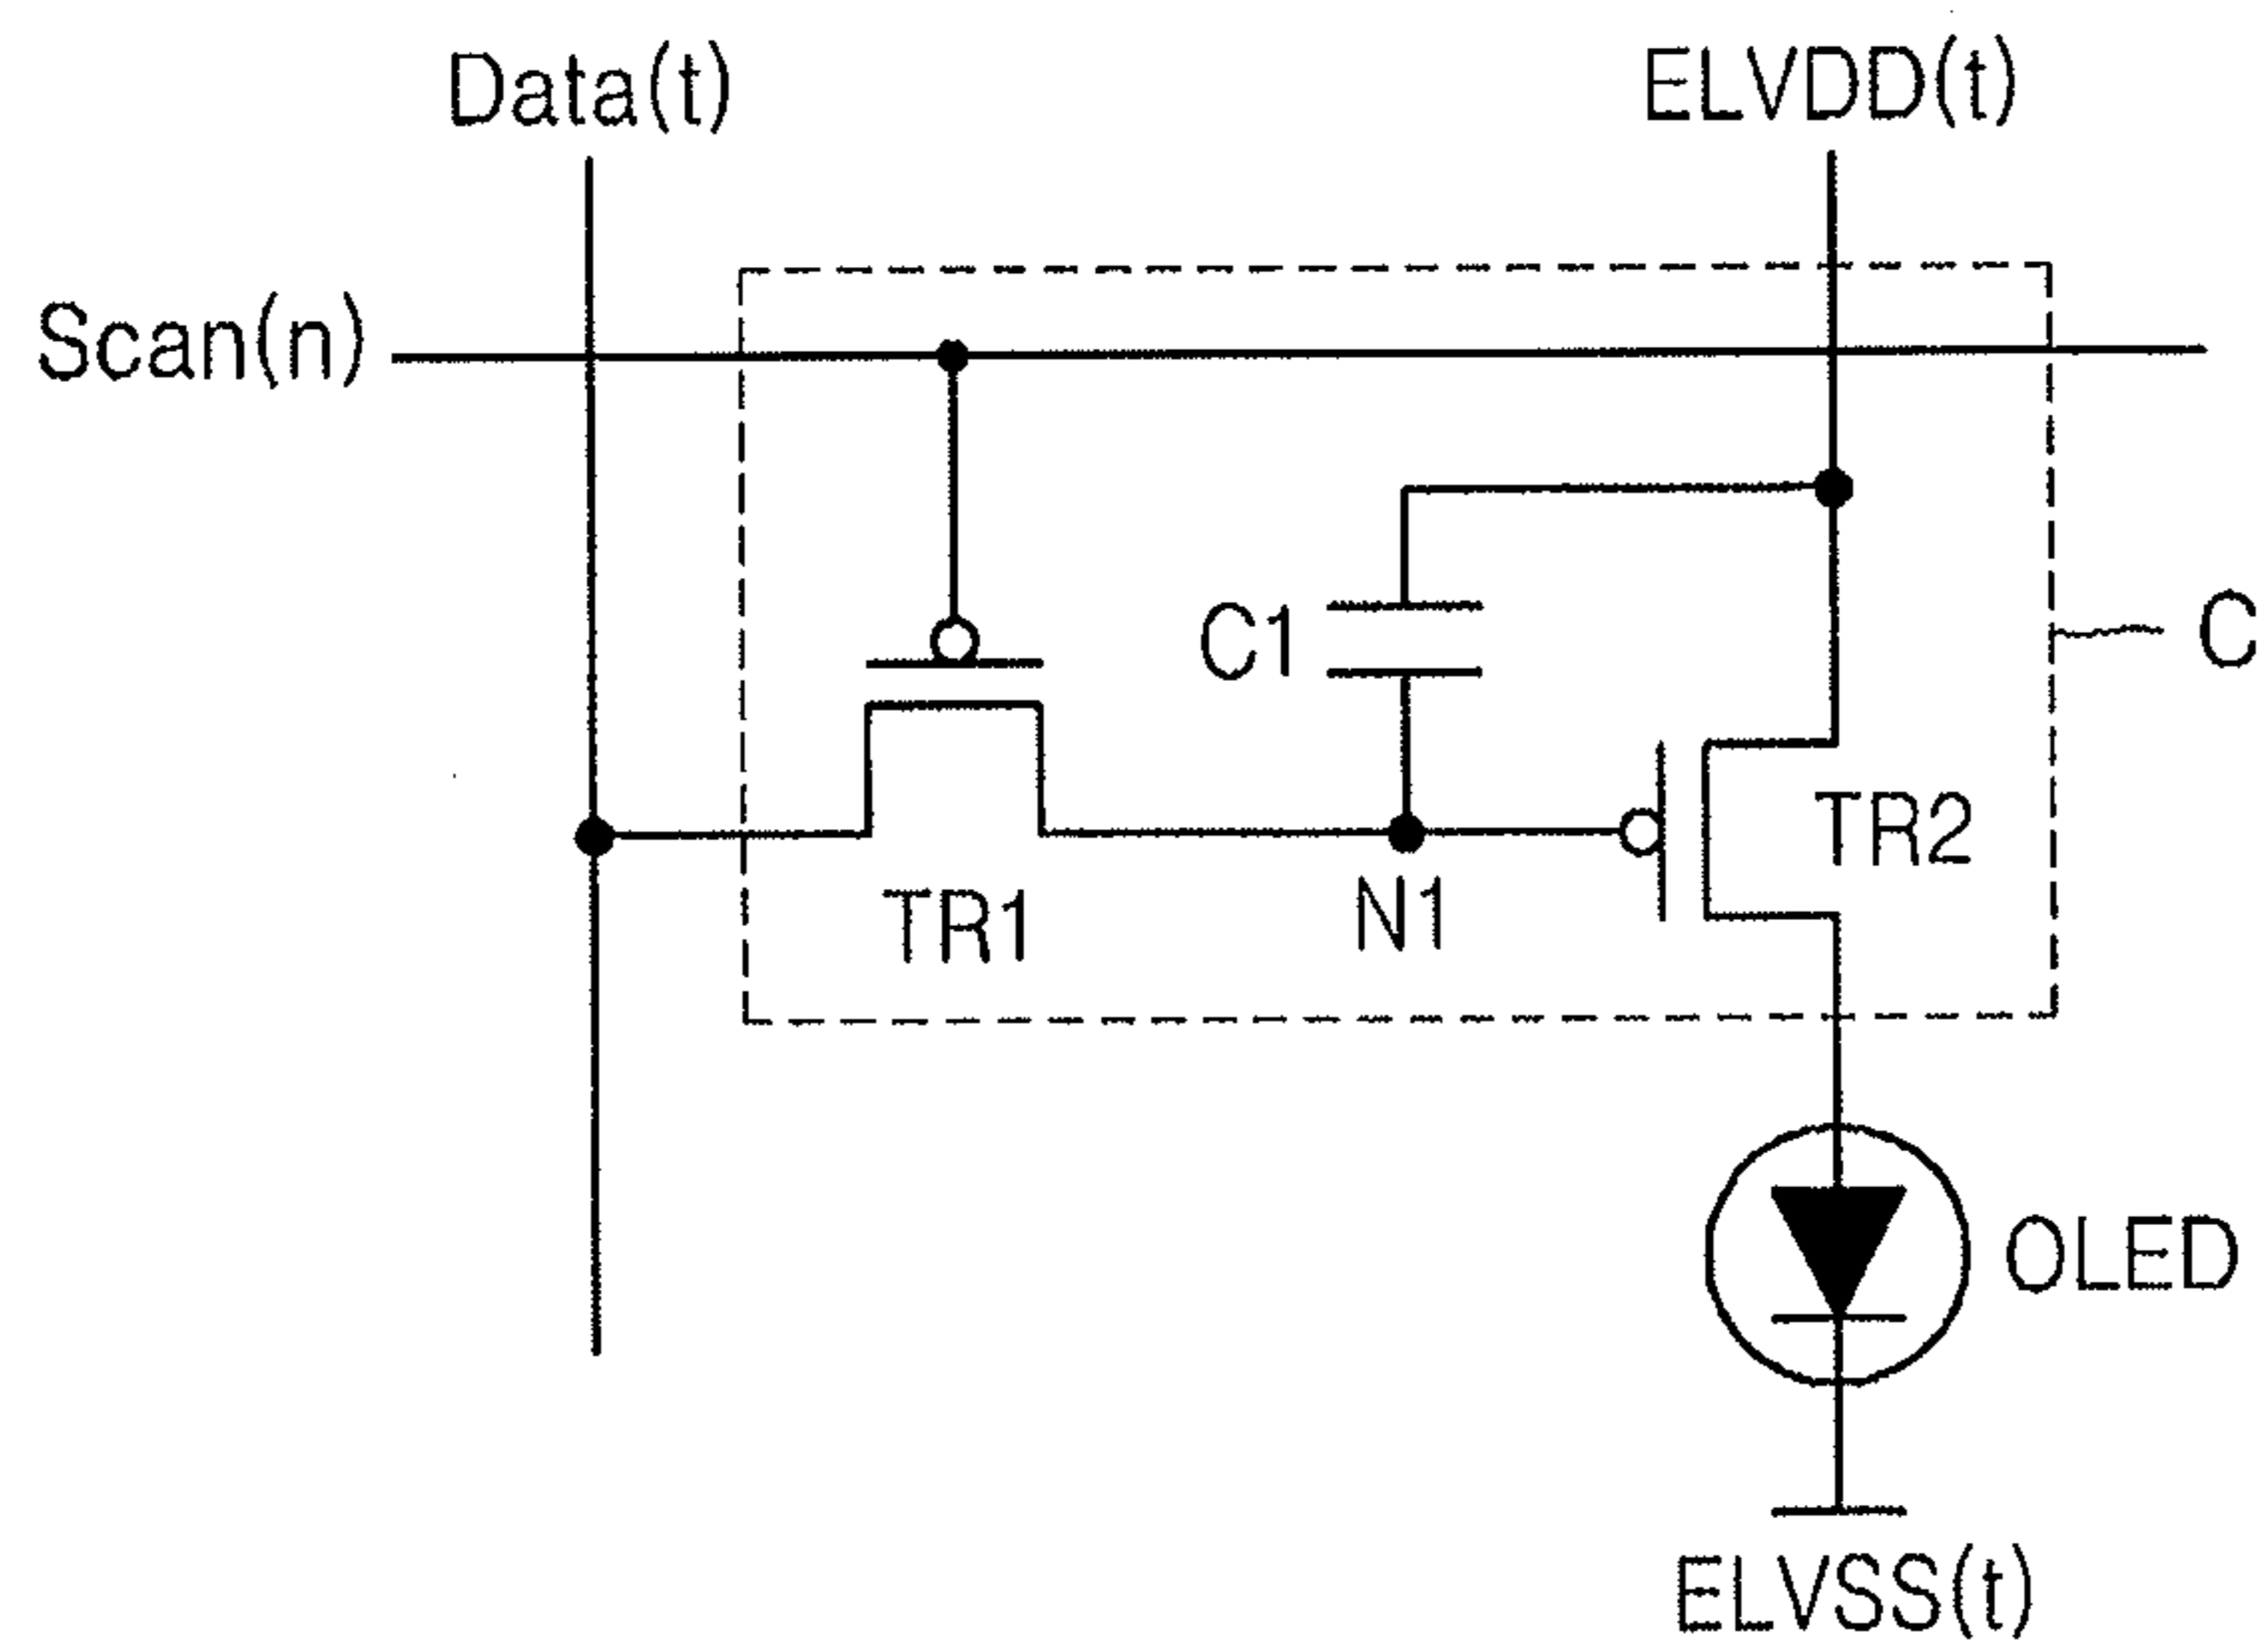 Data(t)
ELVDD(t)
Scan(n)
C1
C
TR2
TR1
N1
OLED
ELVSS(t)